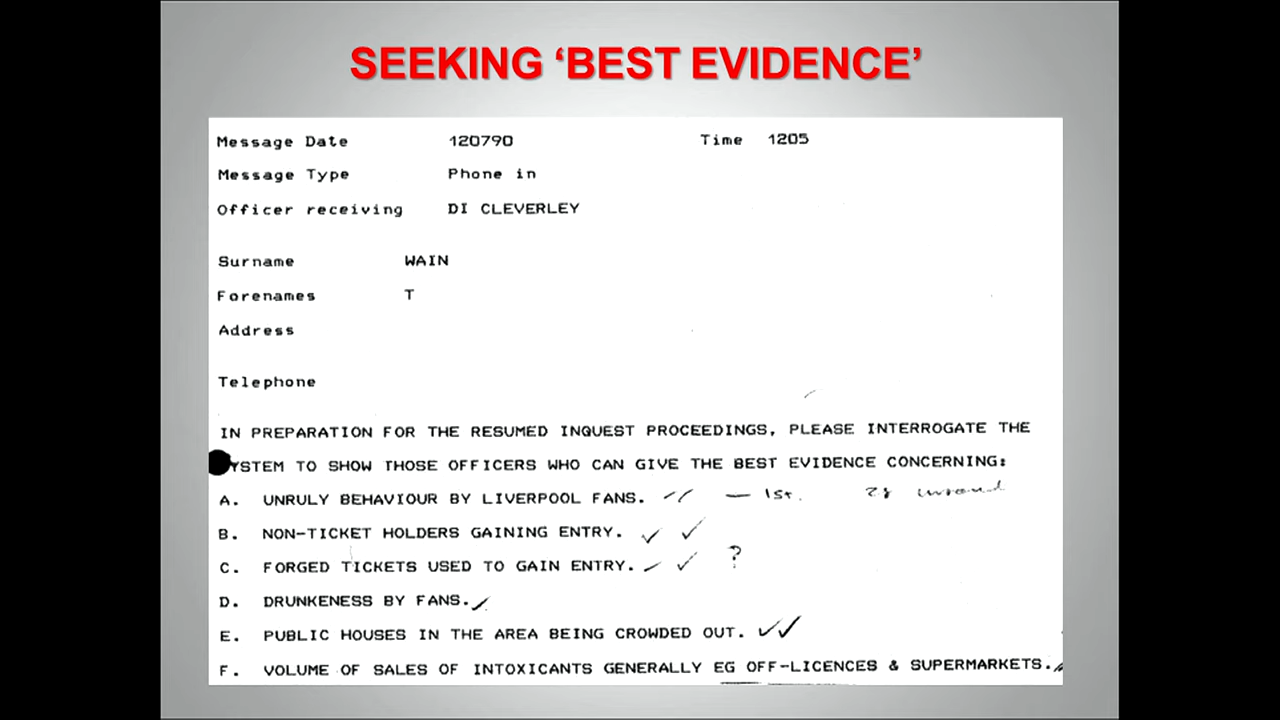 SEEKING ‘BEST EVIDENCE’
Message Date 120790 Time 1205
Message Type Phone in
Officer receiving DI CLEVERLEY
Surname WAIN
Forenames T
Address
Telephone
IN PREPARATION FOR THE RESUMED INQUEST PROCEEDINGS, PLEASE INTERROGATE THE
YSTEM TO SHOW THOSE OFFICERS WHO CAN GIVE THE BEST EVIDENCE CONCERNING:
A. UNRULY BEHAVIOUR BY LIVERPOOL FANS. — 1st.
B. NON-TICKET HOLDERS GAINING ENTRY. ✓ ✓
C. FORGED TICKETS USED TO GAIN ENTRY. ✓ ?
D. DRUNKENESS BY FANS. ✓
E. PUBLIC HOUSES IN THE AREA BEING CROWDED OUT. ✓✓
F. VOLUME OF SALES OF INTOXICANTS GENERALLY EG OFF-LICENCES & SUPERMARKETS.